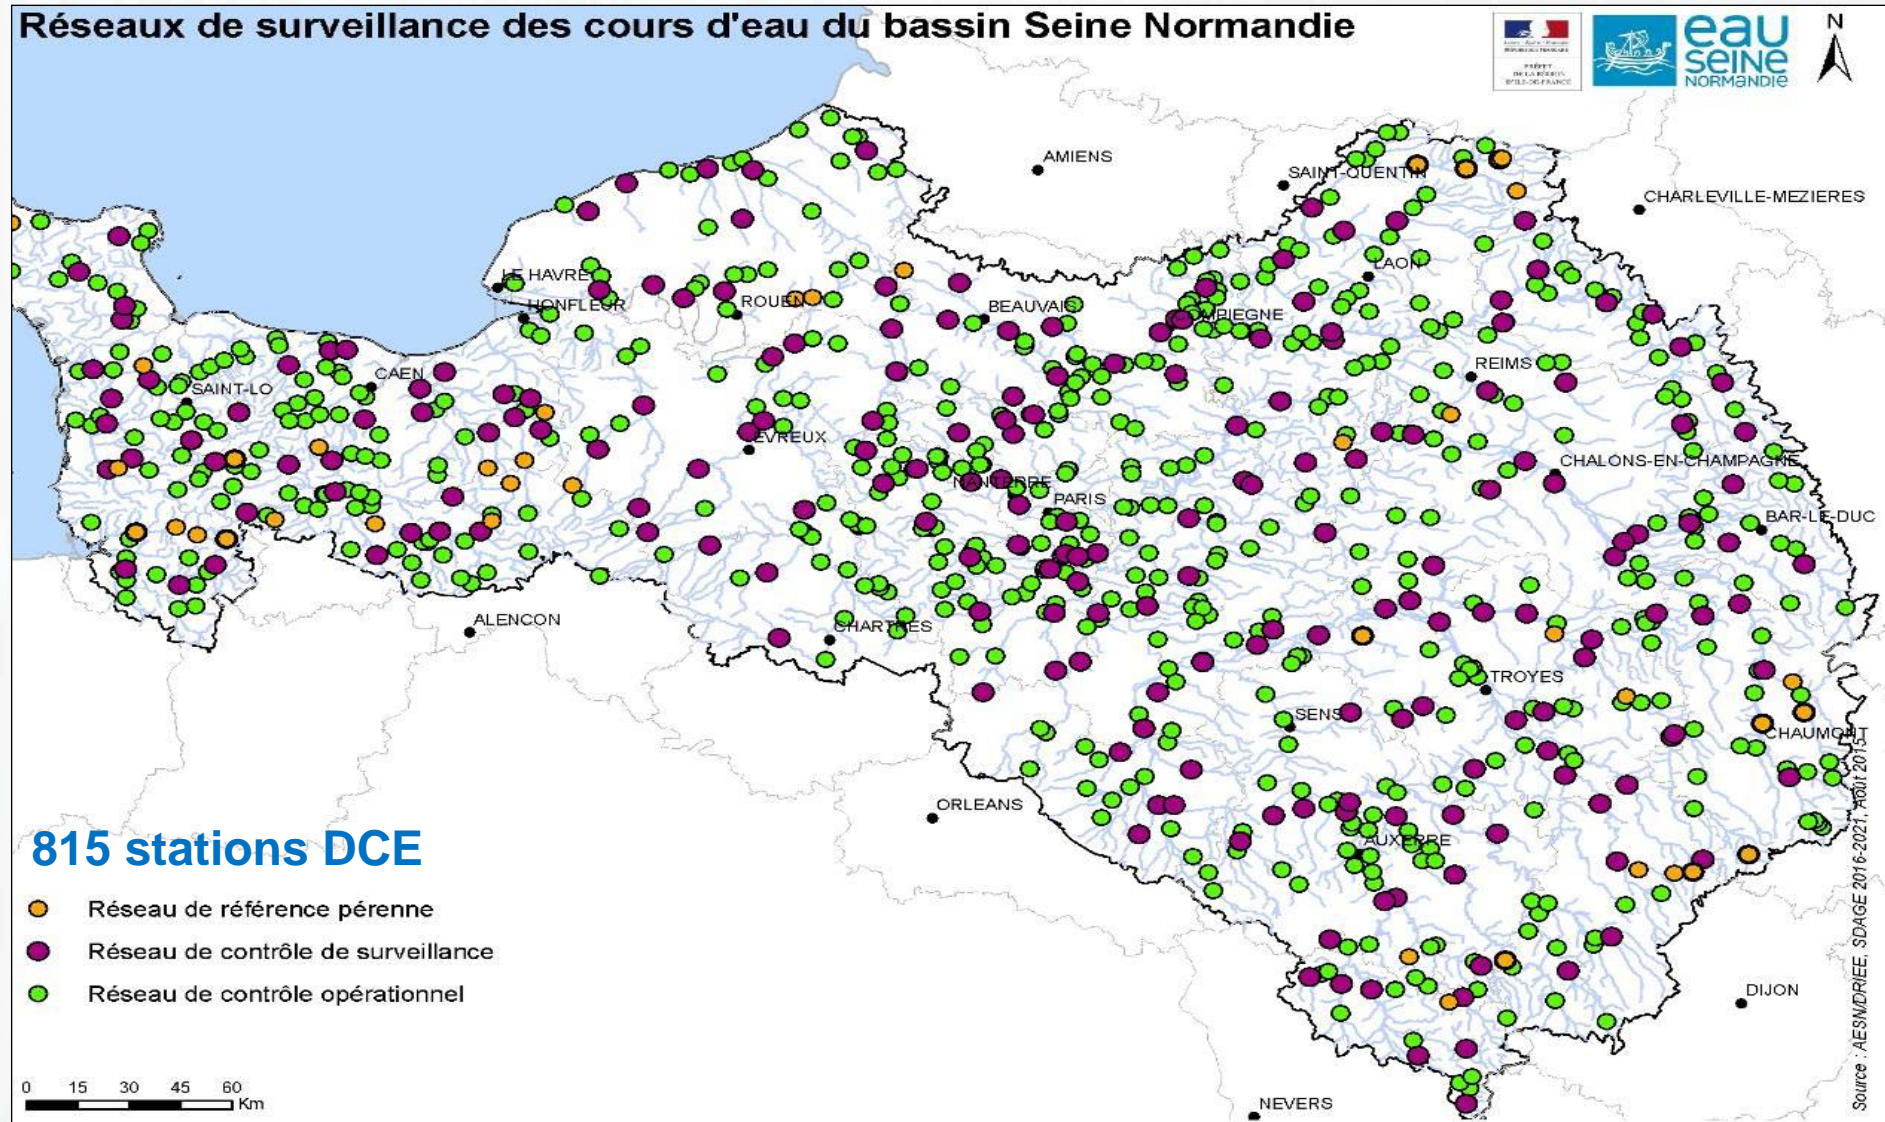 Réseaux de surveillance des cours d'eau du bassin Seine Normandie
eau
SEINE
NORMANDIE
N
AMIENS
SAINT-QUENTIN
CHARLEVILLE-MEZIERES
LE HAVRE
HONFLEUR
ROUEN
BEAUVAIS
LAON
MPIEGNE
REIMS
CAEN
SAINT-LO
EVREUX
CHALONS-EN-CHAMPAGNE
NANTERRE
PARIS
BAR-LE-DUC
ALENCON
CHARTRES
TROYES
SENS
CHAUMONT
ORLEANS
AUXERRE
DIJON
NEVERS
815 stations DCE
Réseau de référence pérenne
Réseau de contrôle de surveillance
Réseau de contrôle opérationnel
0 15 30 45 60
Km
Source : AESN/DRIEE, SDAGE 2016-2021, Août 2015